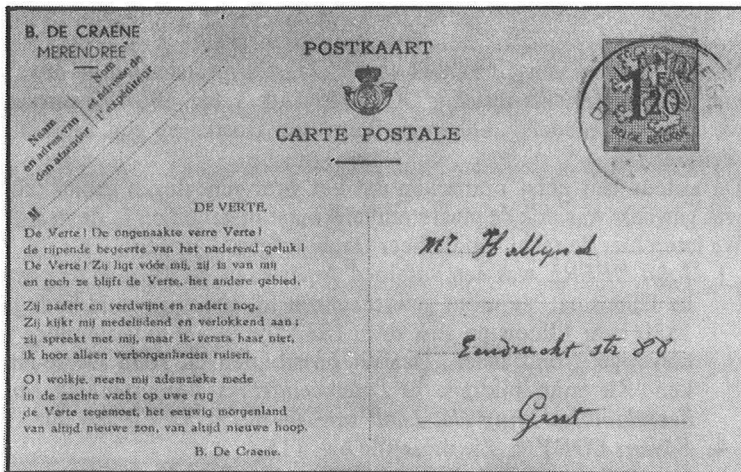 B. DE CRAENE
MERENDREE
Naam
en adres van
den afzender
Nom
et adresse de
l'expéditeur
POSTKAART
CARTE POSTALE
1F20
BELGIE BELGIQUE
DE VERTE.
De Verte! De ongenaakte verre Verte!
de nijpende begeerte van het naderend geluk!
De Verte! Zij ligt vóór mij, zij is van mij
en toch ze blijft de Verte, het andere gebied.
Zij nadert en verdwijnt en nadert nog.
Zij kijkt mij medelijdend en verlokkend aan;
zij spreekt met mij, maar ik versta haar niet,
ik hoor alleen verborgenheden ruisen.
O! wolkje, neem mij ademzieke mede
in de zachte vacht op uwe rug
de Verte tegemoet, het eeuwig morgenland
van altijd nieuwe zon, van altijd nieuwe hoop.
B. De Craene.
Mr
Eendracht str 88
Gent